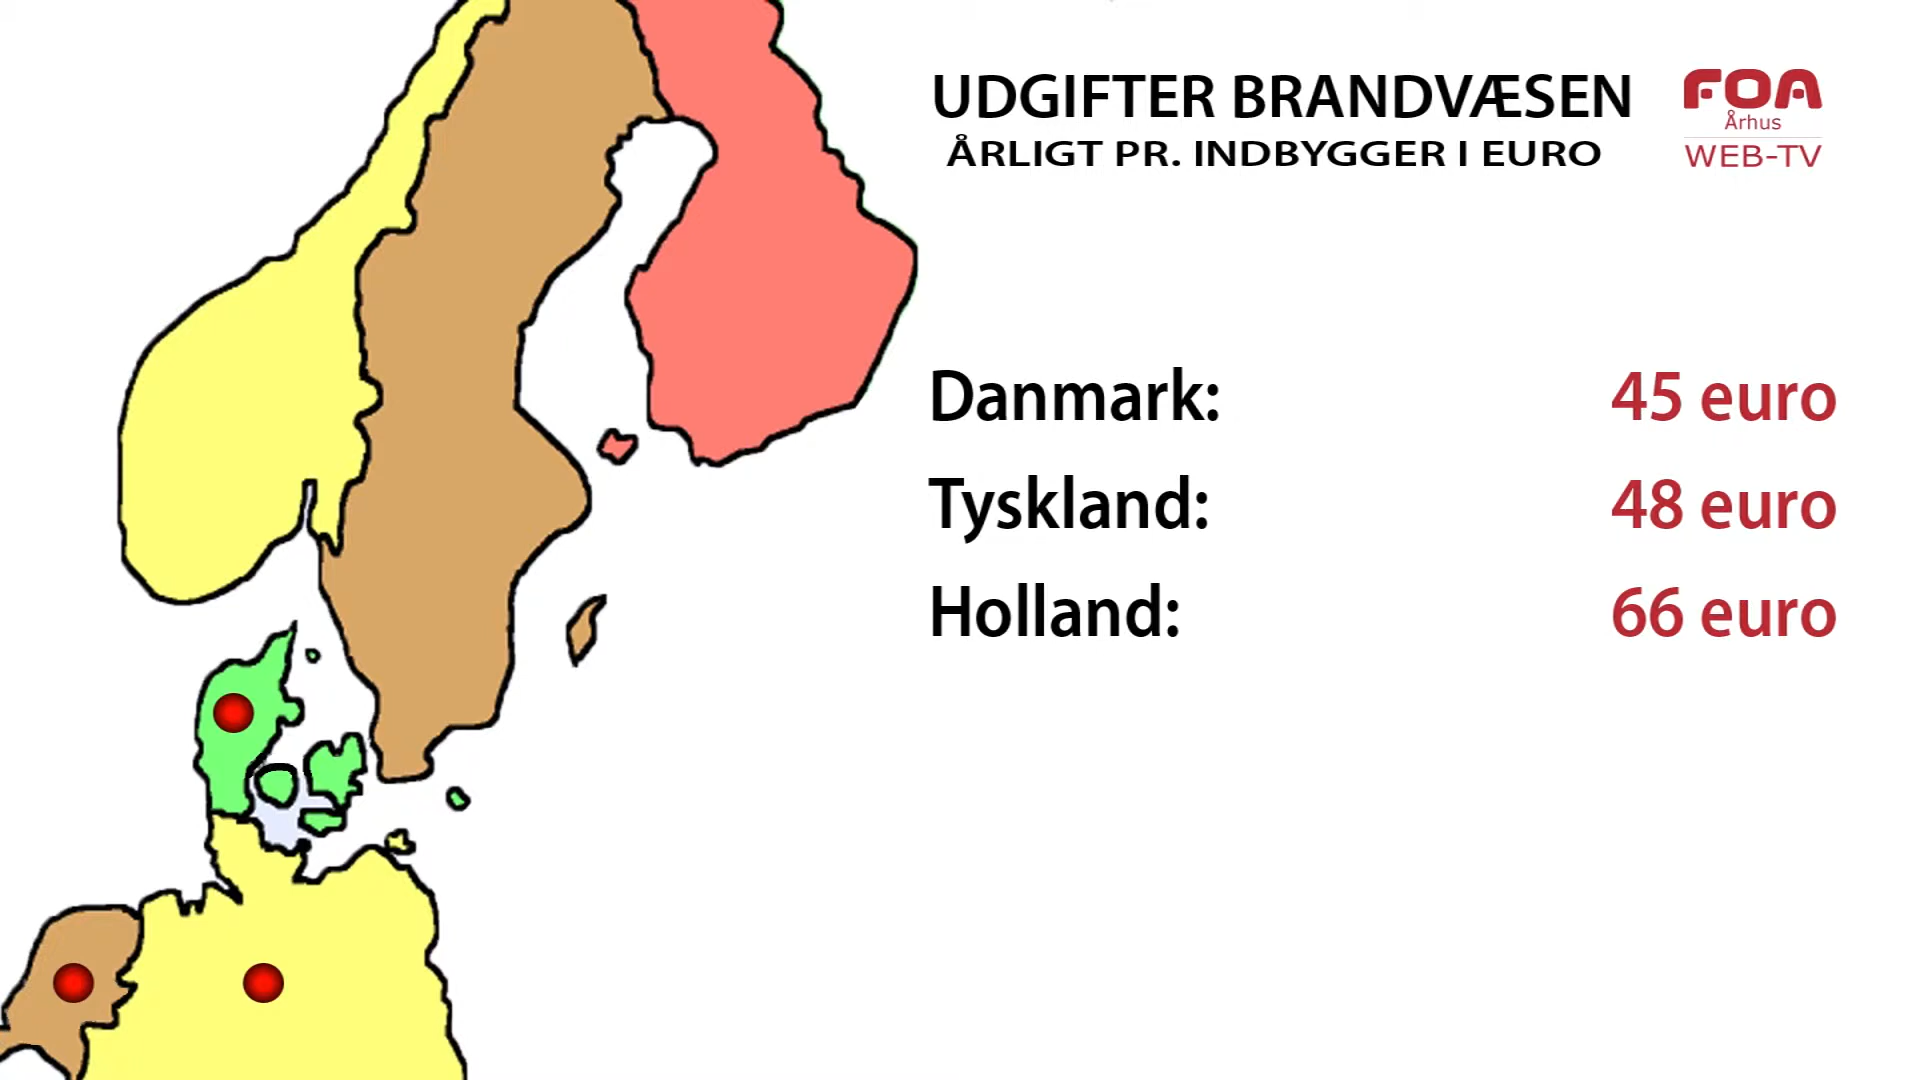 UDGIFTER BRANDVÆSEN
ÅRLIGT PR. INDBYGGER I EURO
FOA
Århus
WEB-TV
Danmark: 45 euro
Tyskland: 48 euro
Holland: 66 euro